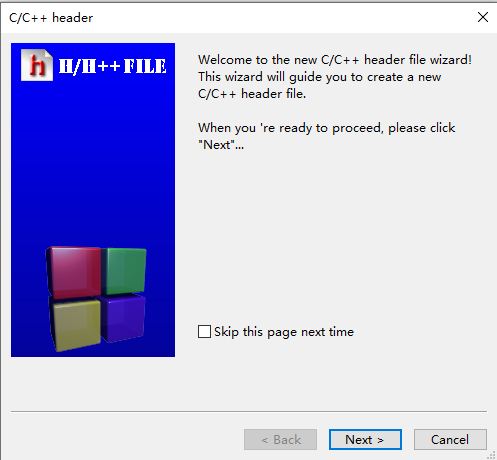 C/C++ header
H/H++FILE
Welcome to the new C/C++ header file wizard!
This wizard will guide you to create a new
C/C++ header file.
When you 're ready to proceed, please click
"Next"...
Skip this page next time
< Back
Next >
Cancel